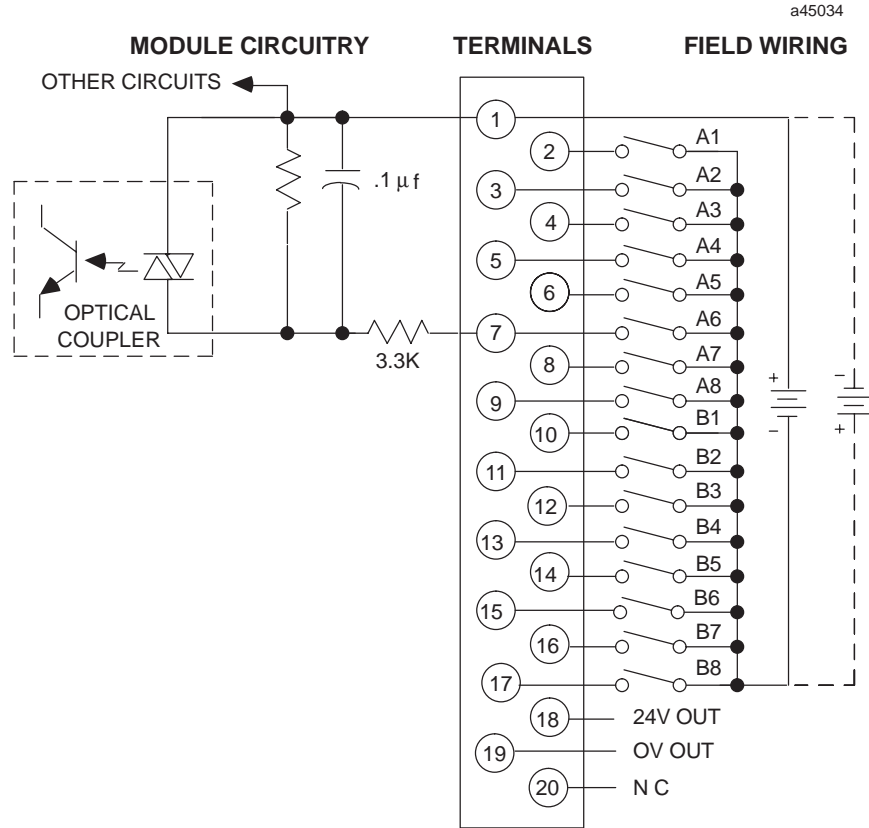 a45034
MODULE CIRCUITRY TERMINALS FIELD WIRING
OTHER CIRCUITS
1
2 A1
.1 μf
3 A2
4 A3
5 A4
6 A5
OPTICAL
COUPLER
3.3K
7 A6
8 A7
9 A8
+ −
− +
10 B1
11 B2
12 B3
13 B4
14 B5
15 B6
16 B7
17 B8
18 24V OUT
19 OV OUT
20 N C